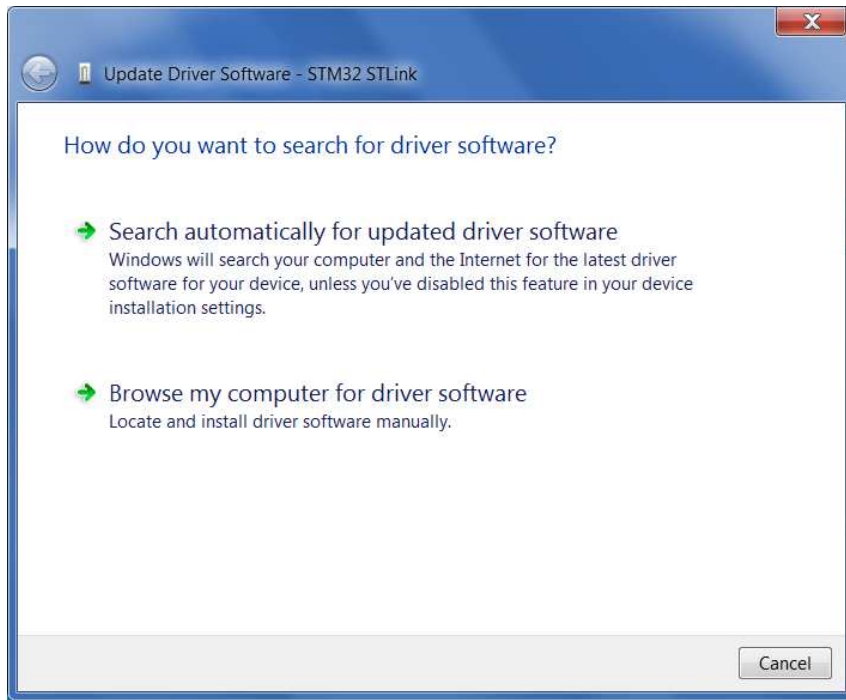 Update Driver Software - STM32 STLink
How do you want to search for driver software?
Search automatically for updated driver software
Windows will search your computer and the Internet for the latest driver
software for your device, unless you've disabled this feature in your device
installation settings.
Browse my computer for driver software
Locate and install driver software manually.
Cancel